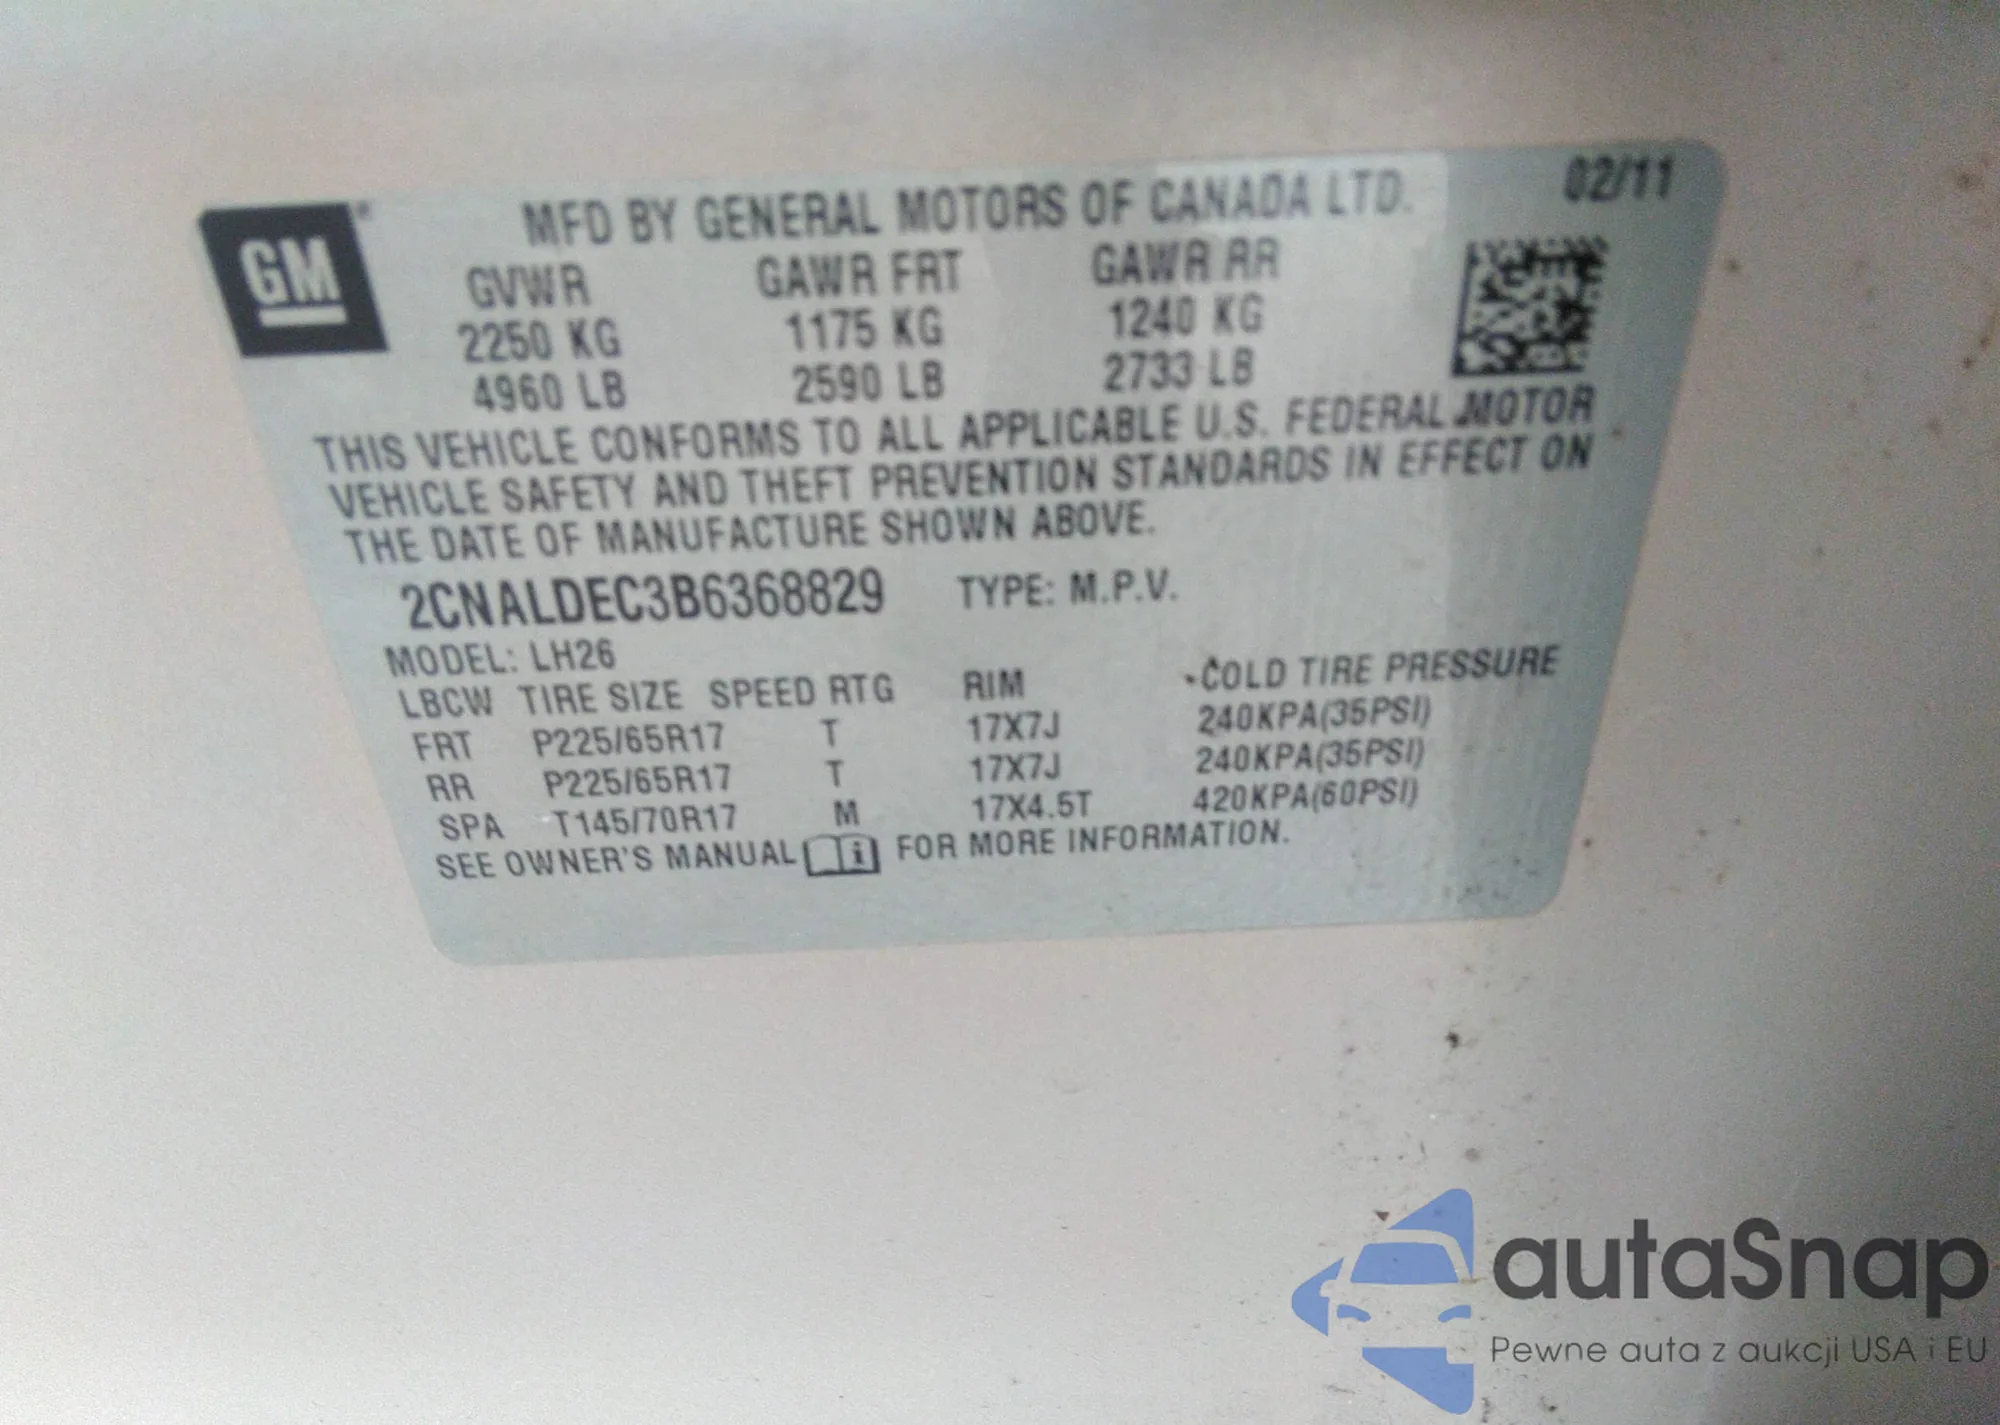 GM
MFD BY GENERAL MOTORS OF CANADA LTD.
02/11
GVWR GAWR FRT GAWR RR
2250 KG 1175 KG 1240 KG
4960 LB 2590 LB 2733 LB
THIS VEHICLE CONFORMS TO ALL APPLICABLE U.S. FEDERAL MOTOR
VEHICLE SAFETY AND THEFT PREVENTION STANDARDS IN EFFECT ON
THE DATE OF MANUFACTURE SHOWN ABOVE.
2CNALDEC3B6368829 TYPE: M.P.V.
MODEL: LH26
LBCW TIRE SIZE SPEED RTG RIM COLD TIRE PRESSURE
FRT P225/65R17 T 17X7J 240KPA(35PSI)
RR P225/65R17 T 17X7J 240KPA(35PSI)
SPA T145/70R17 M 17X4.5T 420KPA(60PSI)
SEE OWNER'S MANUAL i FOR MORE INFORMATION.
autaSnap
Pewne auta z aukcji USA i EU